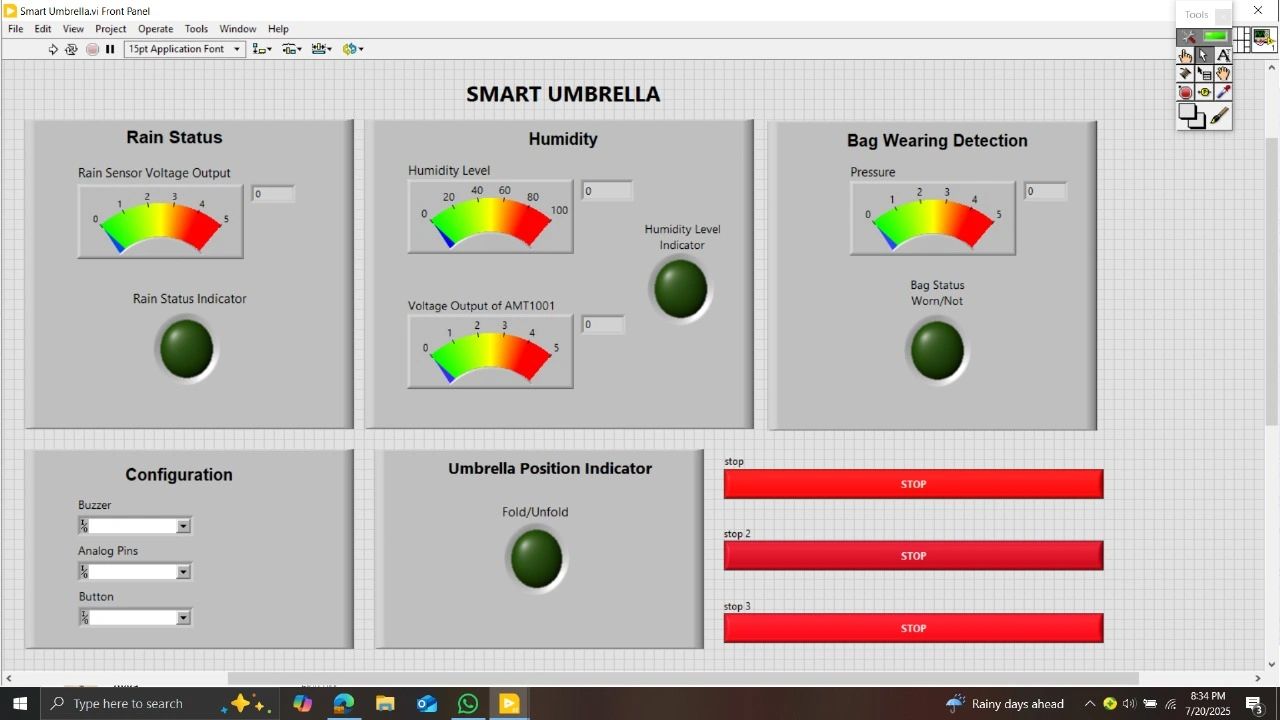 Smart Umbrella.vi Front Panel
File Edit View Project Operate Tools Window Help
15pt Application Font
Tools
1
SMART UMBRELLA
Rain Status
Rain Sensor Voltage Output
0 1 2 3 4 5
0
Rain Status Indicator
Humidity
Humidity Level
0 20 40 60 80 100
0
Humidity Level
Indicator
Voltage Output of AMT1001
0 1 2 3 4 5
0
Bag Wearing Detection
Pressure
0 1 2 3 4 5
0
Bag Status
Worn/Not
Configuration
Buzzer
Analog Pins
Button
Umbrella Position Indicator
Fold/Unfold
stop
STOP
stop 2
STOP
stop 3
STOP
Type here to search
Rainy days ahead
8:34 PM
7/20/2025
3